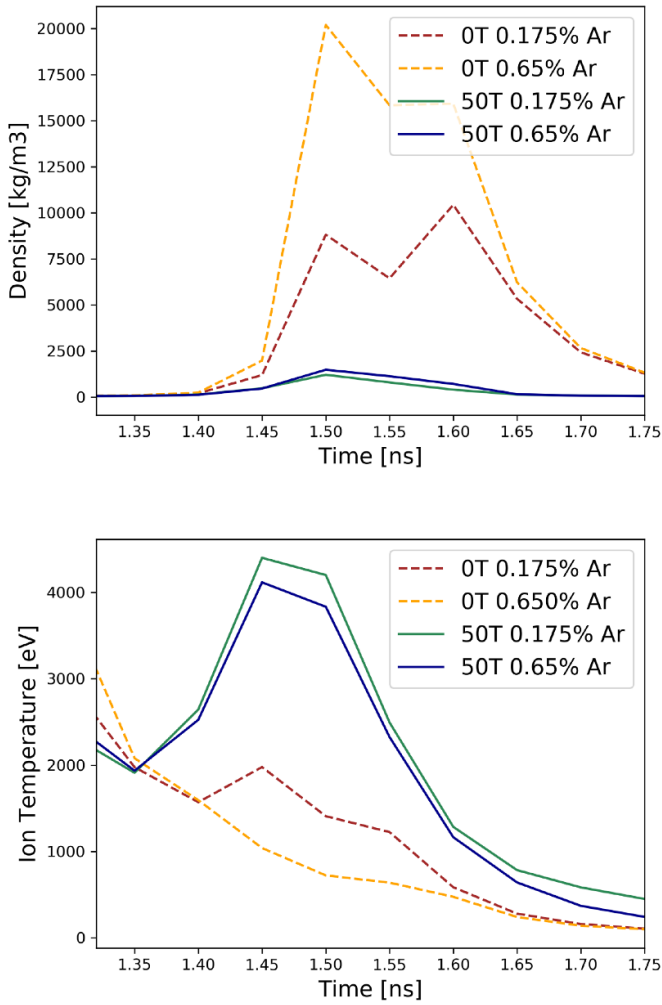 20000
17500
15000
12500
10000
7500
5000
2500
0
Density [kg/m3]
0T 0.175% Ar
0T 0.65% Ar
50T 0.175% Ar
50T 0.65% Ar
1.35 1.40 1.45 1.50 1.55 1.60 1.65 1.70 1.75
Time [ns]
4000
3000
2000
1000
0
Ion Temperature [eV]
0T 0.175% Ar
0T 0.650% Ar
50T 0.175% Ar
50T 0.65% Ar
1.35 1.40 1.45 1.50 1.55 1.60 1.65 1.70 1.75
Time [ns]